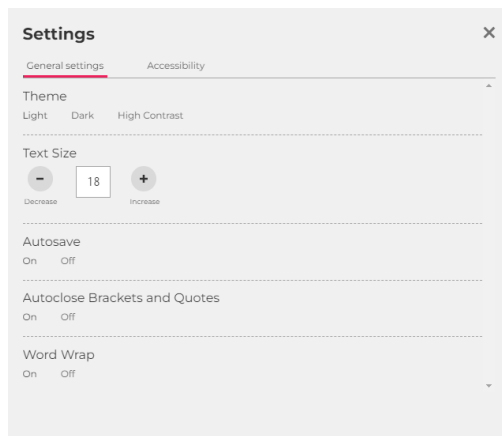 Settings
General settings Accessibility
Theme
Light Dark High Contrast
Text Size
- 18 +
Decrease Increase
Autosave
On Off
Autoclose Brackets and Quotes
On Off
Word Wrap
On Off